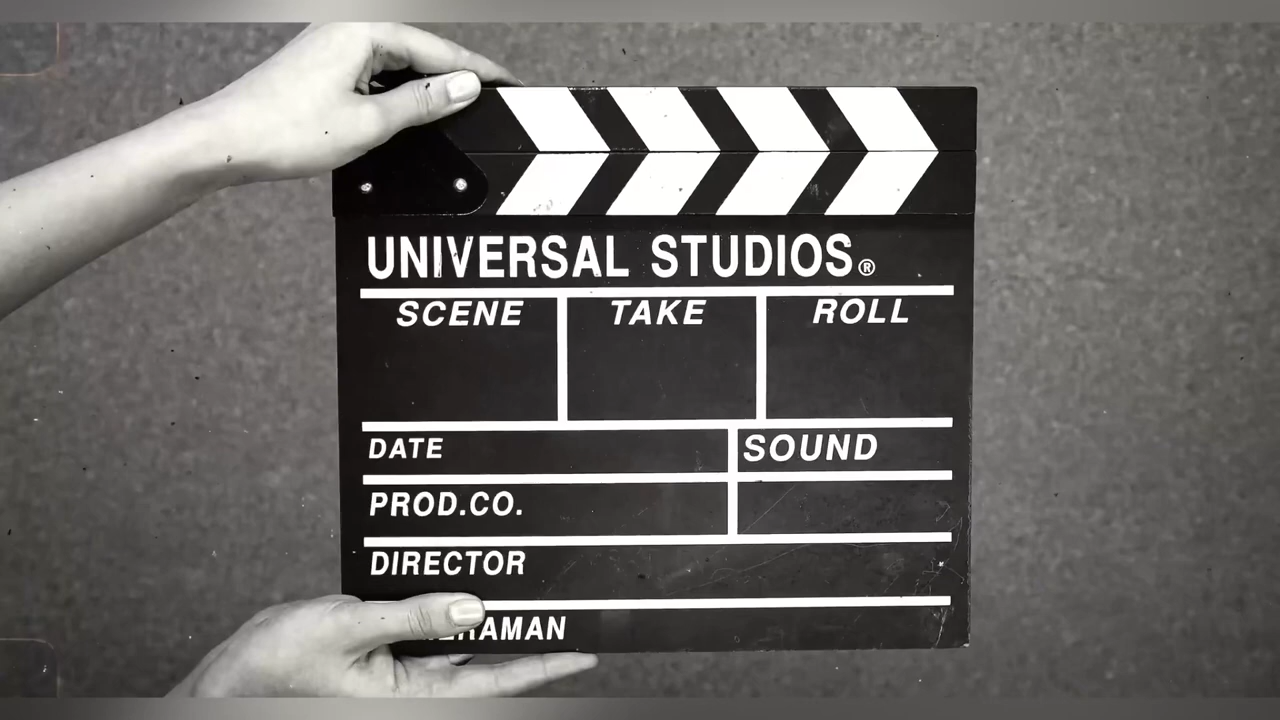 UNIVERSAL STUDIOS®
SCENE TAKE ROLL
DATE SOUND
PROD.CO.
DIRECTOR